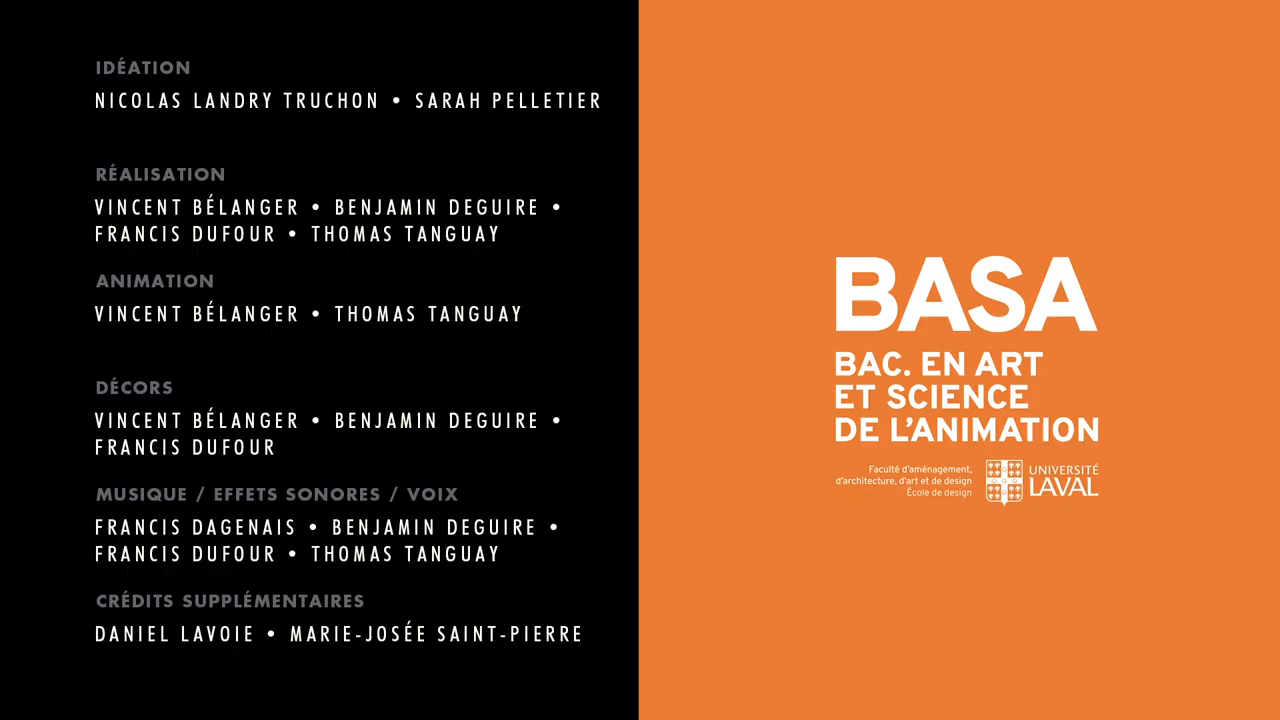 IDÉATION
NICOLAS LANDRY TRUCHON • SARAH PELLETIER
RÉALISATION
VINCENT BÉLANGER • BENJAMIN DEGUIRE •
FRANCIS DUFOUR • THOMAS TANGUAY
ANIMATION
VINCENT BÉLANGER • THOMAS TANGUAY
DÉCORS
VINCENT BÉLANGER • BENJAMIN DEGUIRE •
FRANCIS DUFOUR
MUSIQUE / EFFETS SONORES / VOIX
FRANCIS DAGENAIS • BENJAMIN DEGUIRE •
FRANCIS DUFOUR • THOMAS TANGUAY
CRÉDITS SUPPLÉMENTAIRES
DANIEL LAVOIE • MARIE-JOSÉE SAINT-PIERRE
BASA
BAC. EN ART
ET SCIENCE
DE L'ANIMATION
Faculté d'aménagement,
d'architecture, d'art et de design
École de design
UNIVERSITÉ
LAVAL